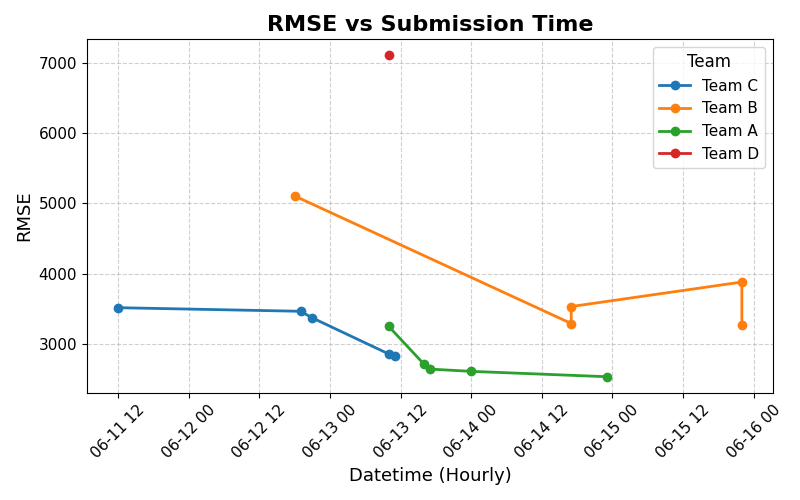 RMSE vs Submission Time
RMSE
7000
6000
5000
4000
3000
Team
Team C
Team B
Team A
Team D
06-11 12
06-12 00
06-12 12
06-13 00
06-13 12
06-14 00
06-14 12
06-15 00
06-15 12
06-16 00
Datetime (Hourly)